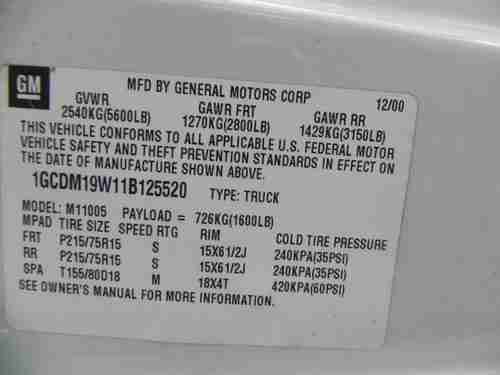 GM
MFD BY GENERAL MOTORS CORP 12/00
GVWR GAWR FRT GAWR RR
2540KG(5600LB) 1270KG(2800LB) 1429KG(3150LB)
THIS VEHICLE CONFORMS TO ALL APPLICABLE U.S. FEDERAL MOTOR
VEHICLE SAFETY AND THEFT PREVENTION STANDARDS IN EFFECT ON
THE DATE OF MANUFACTURE SHOWN ABOVE.
1GCDM19W11B125520 TYPE: TRUCK
MODEL: M11005 PAYLOAD = 726KG(1600LB)
MPAD TIRE SIZE SPEED RTG RIM COLD TIRE PRESSURE
FRT P215/75R15 S 15X61/2J 240KPA(35PSI)
RR P215/75R15 S 15X61/2J 240KPA(35PSI)
SPA T155/80D18 M 18X4T 420KPA(60PSI)
SEE OWNER'S MANUAL FOR MORE INFORMATION.